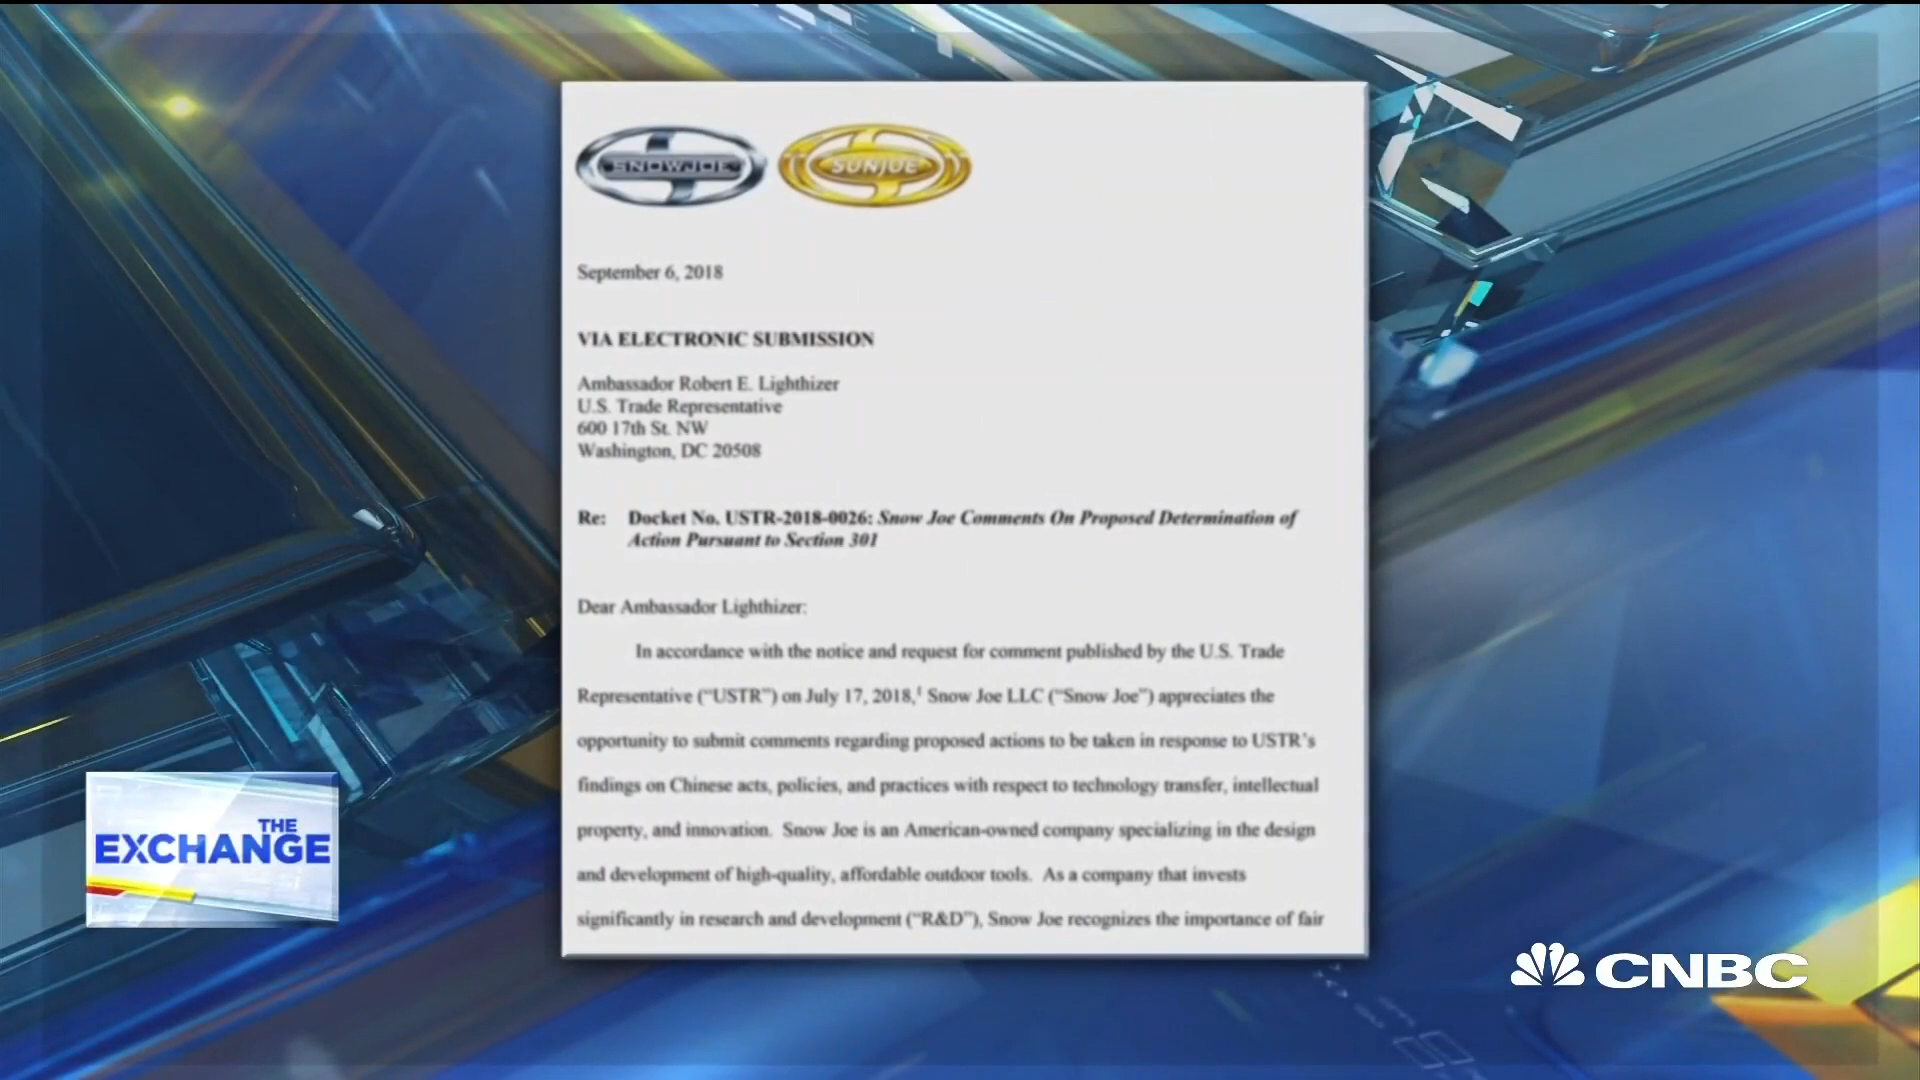 SNOWJOE SUNJOE
September 6, 2018
VIA ELECTRONIC SUBMISSION
Ambassador Robert E. Lighthizer
U.S. Trade Representative
600 17th St. NW
Washington, DC 20508
Re: Docket No. USTR-2018-0026: Snow Joe Comments On Proposed Determination of
Action Pursuant to Section 301
Dear Ambassador Lighthizer:
In accordance with the notice and request for comment published by the U.S. Trade
Representative (“USTR”) on July 17, 2018,¹ Snow Joe LLC (“Snow Joe”) appreciates the
opportunity to submit comments regarding proposed actions to be taken in response to USTR’s
findings on Chinese acts, policies, and practices with respect to technology transfer, intellectual
property, and innovation. Snow Joe is an American-owned company specializing in the design
and development of high-quality, affordable outdoor tools. As a company that invests
significantly in research and development (“R&D”), Snow Joe recognizes the importance of fair
THE
EXCHANGE
CNBC